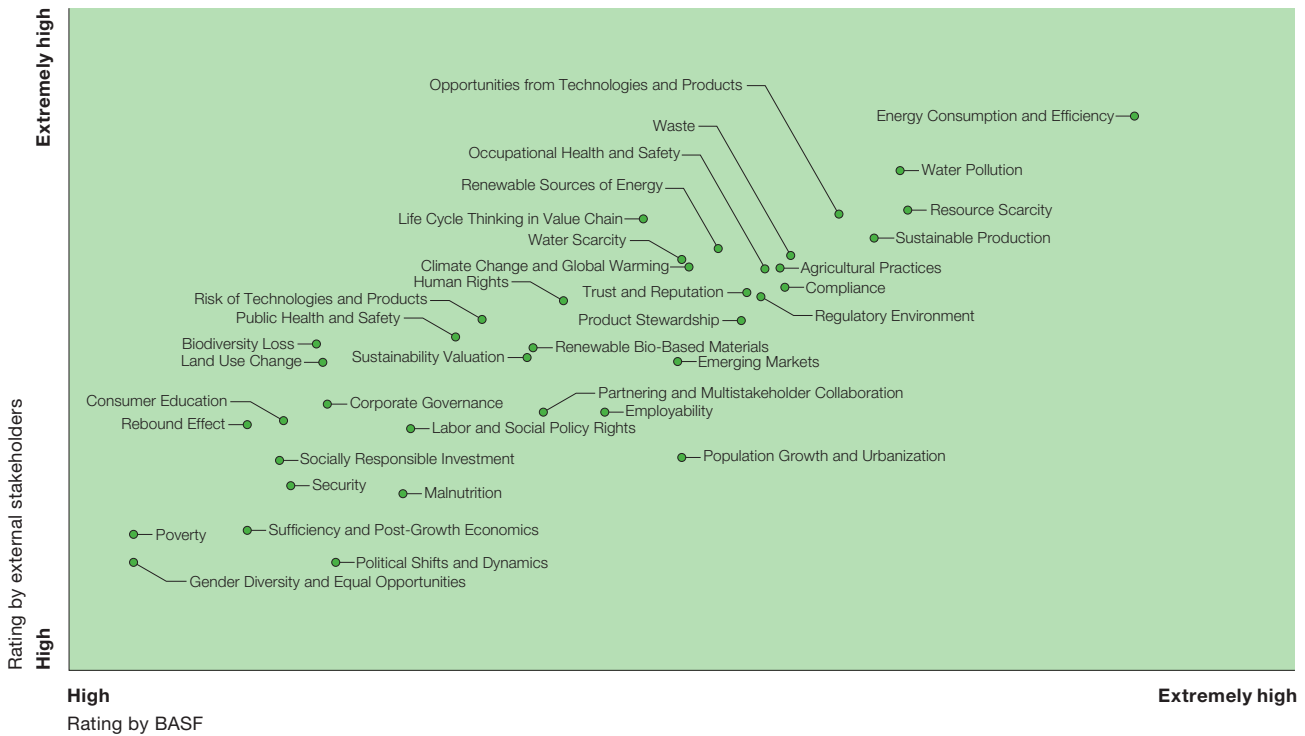 Extremely high
Opportunities from Technologies and Products
Energy Consumption and Efficiency
Waste
Occupational Health and Safety
Water Pollution
Renewable Sources of Energy
Resource Scarcity
Life Cycle Thinking in Value Chain
Sustainable Production
Water Scarcity
Climate Change and Global Warming
Agricultural Practices
Human Rights
Compliance
Trust and Reputation
Risk of Technologies and Products
Regulatory Environment
Public Health and Safety
Product Stewardship
Biodiversity Loss
Renewable Bio-Based Materials
Sustainability Valuation
Land Use Change
Emerging Markets
Partnering and Multistakeholder Collaboration
Consumer Education
Corporate Governance
Employability
Rebound Effect
Labor and Social Policy Rights
Population Growth and Urbanization
Socially Responsible Investment
Security
Malnutrition
Sufficiency and Post-Growth Economics
Poverty
Political Shifts and Dynamics
Gender Diversity and Equal Opportunities
Rating by external stakeholders
High
High
Extremely high
Rating by BASF